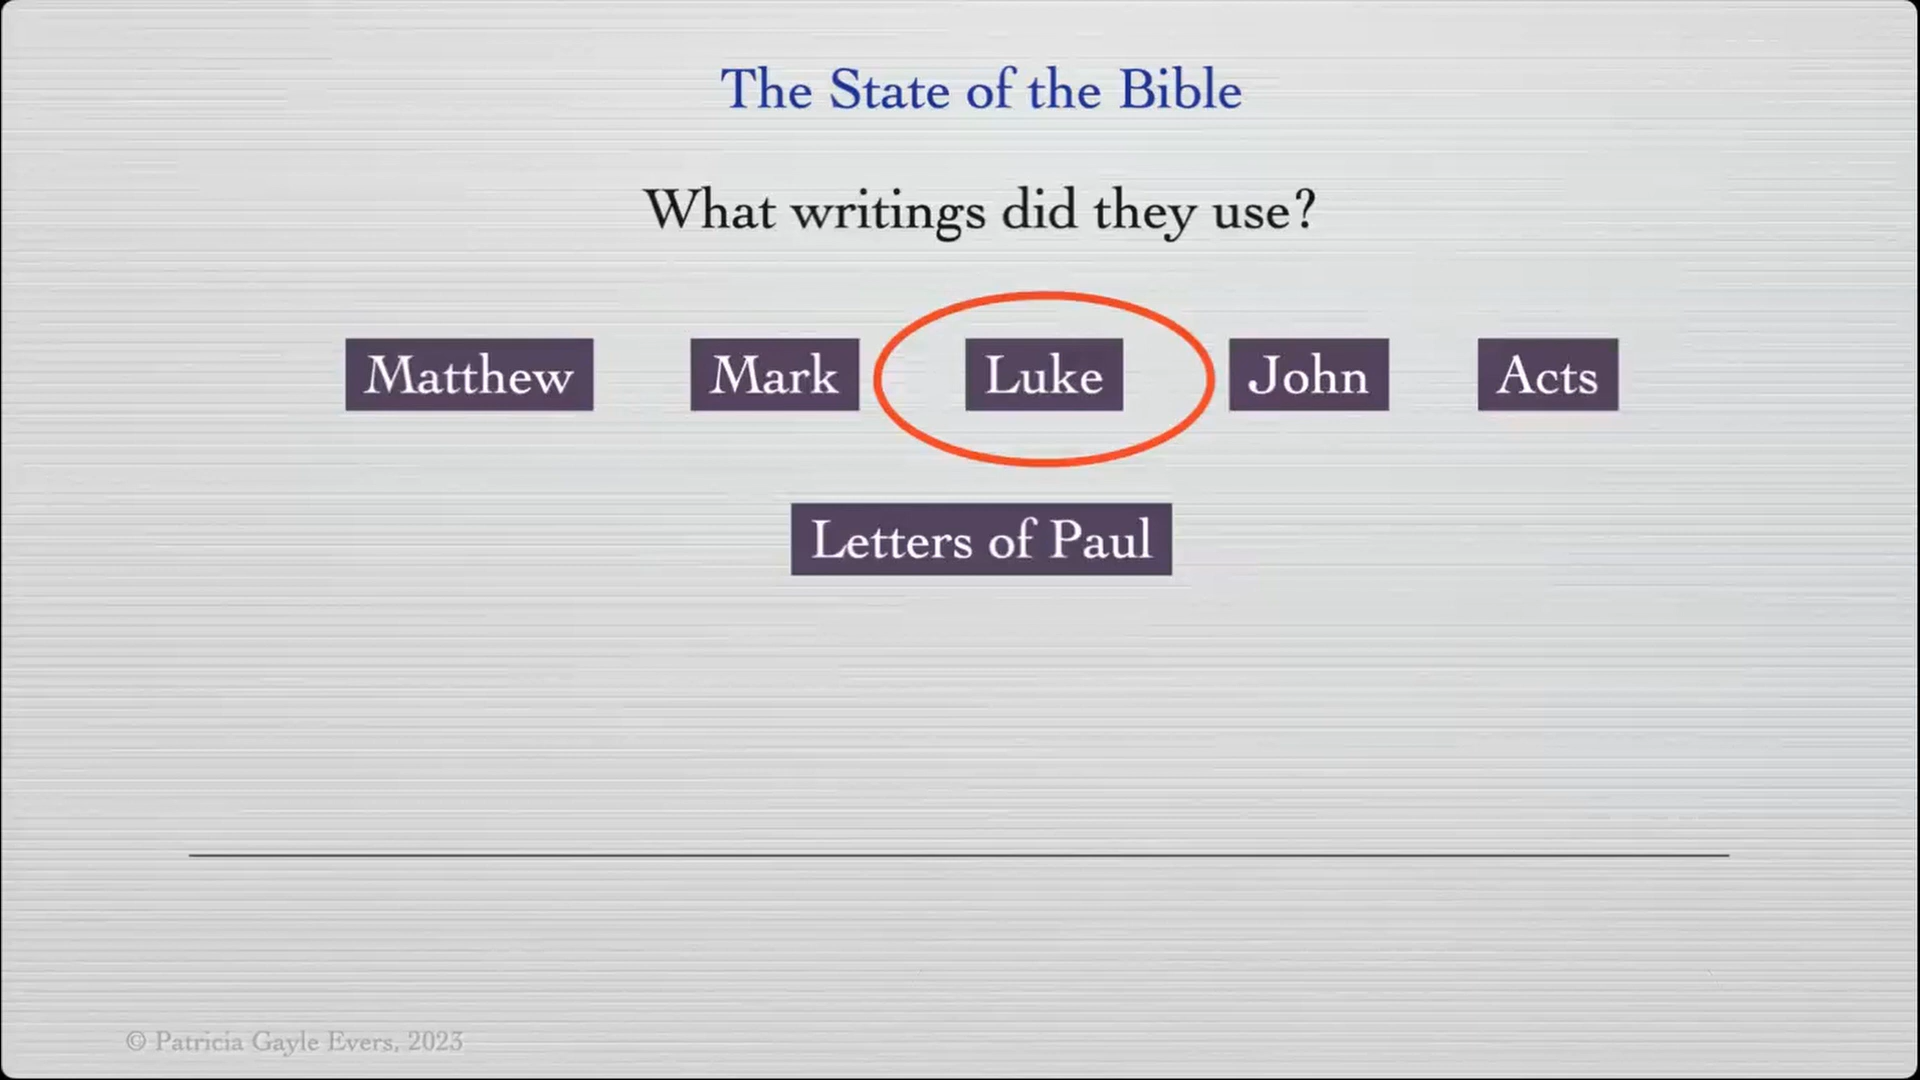 The State of the Bible
What writings did they use?
Matthew Mark Luke John Acts
Letters of Paul
© Patricia Gayle Evers, 2023